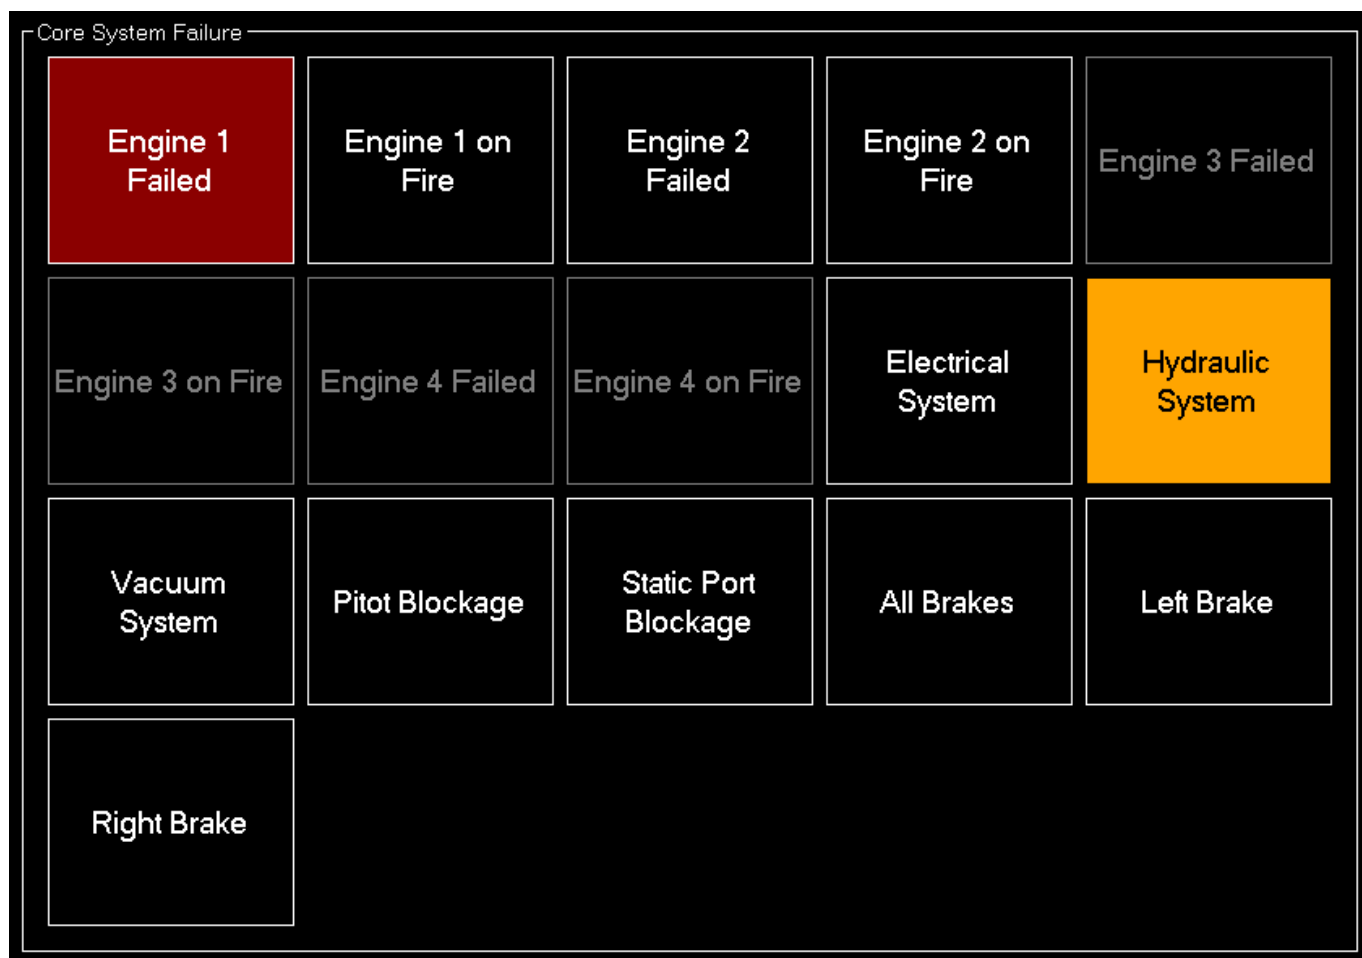 Core System Failure
Engine 1
Failed
Engine 1 on
Fire
Engine 2
Failed
Engine 2 on
Fire
Engine 3 Failed
Engine 3 on Fire
Engine 4 Failed
Engine 4 on Fire
Electrical
System
Hydraulic
System
Vacuum
System
Pitot Blockage
Static Port
Blockage
All Brakes
Left Brake
Right Brake